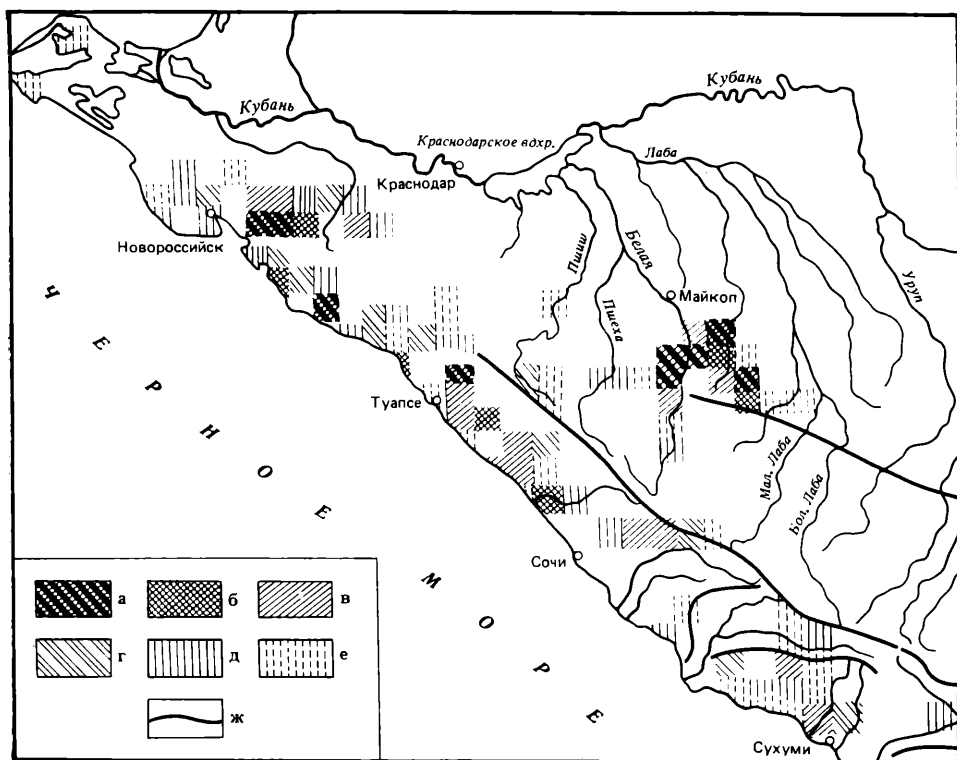 Кубань
Кубань
Краснодарское вдхр.
Краснодар
Лаба
Новороссийск
Пшиш
Белая
Пшеха
Майкоп
Уруп
Туапсе
Мал. Лаба
Бол. Лаба
Сочи
Сухуми
ЧЕРНОЕ МОРЕ
а б в
г д е
ж